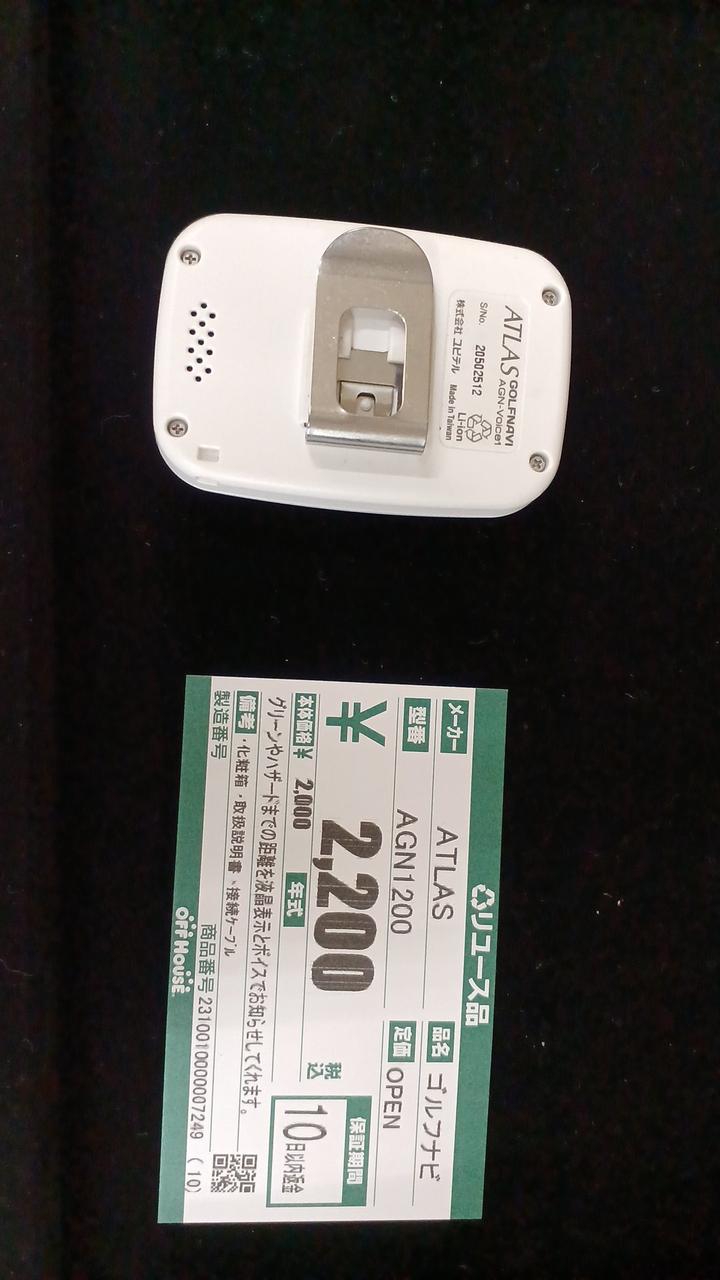 ATLAS GOLFNAVI
AGN-Voice1
S/No. 20502512
Li-ion
株式会社 ユピテル Made in Taiwan
リユース品
メーカー ATLAS 品名 ゴルフナビ
型番 AGN1200 定価 OPEN
¥ 2,200 税込
保証期間
10日以内返金
本体価格¥ 2,000 年式
グリーンやハザードまでの距離を液晶表示とボイスでお知らせしてくれます。
備考 ・化粧箱・取扱説明書・接続ケーブル
製造番号 商品番号 2310010000007249 (10)
OFF HOUSE